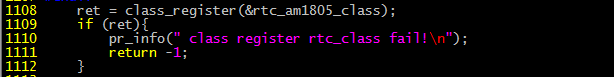 1108 ret = class_register(&rtc_am1805_class);
1109 if (ret){
1110 pr_info(" class register rtc_class fail!\n");
1111 return -1;
1112 }